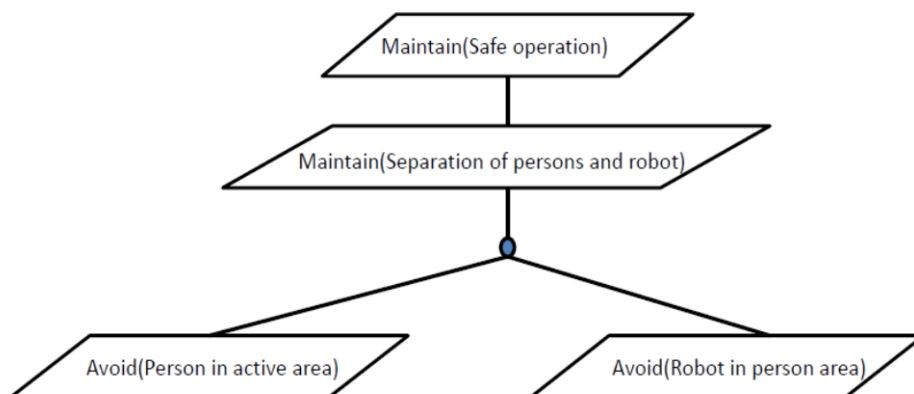 Maintain(Safe operation)
Maintain(Separation of persons and robot)
Avoid(Person in active area)
Avoid(Robot in person area)